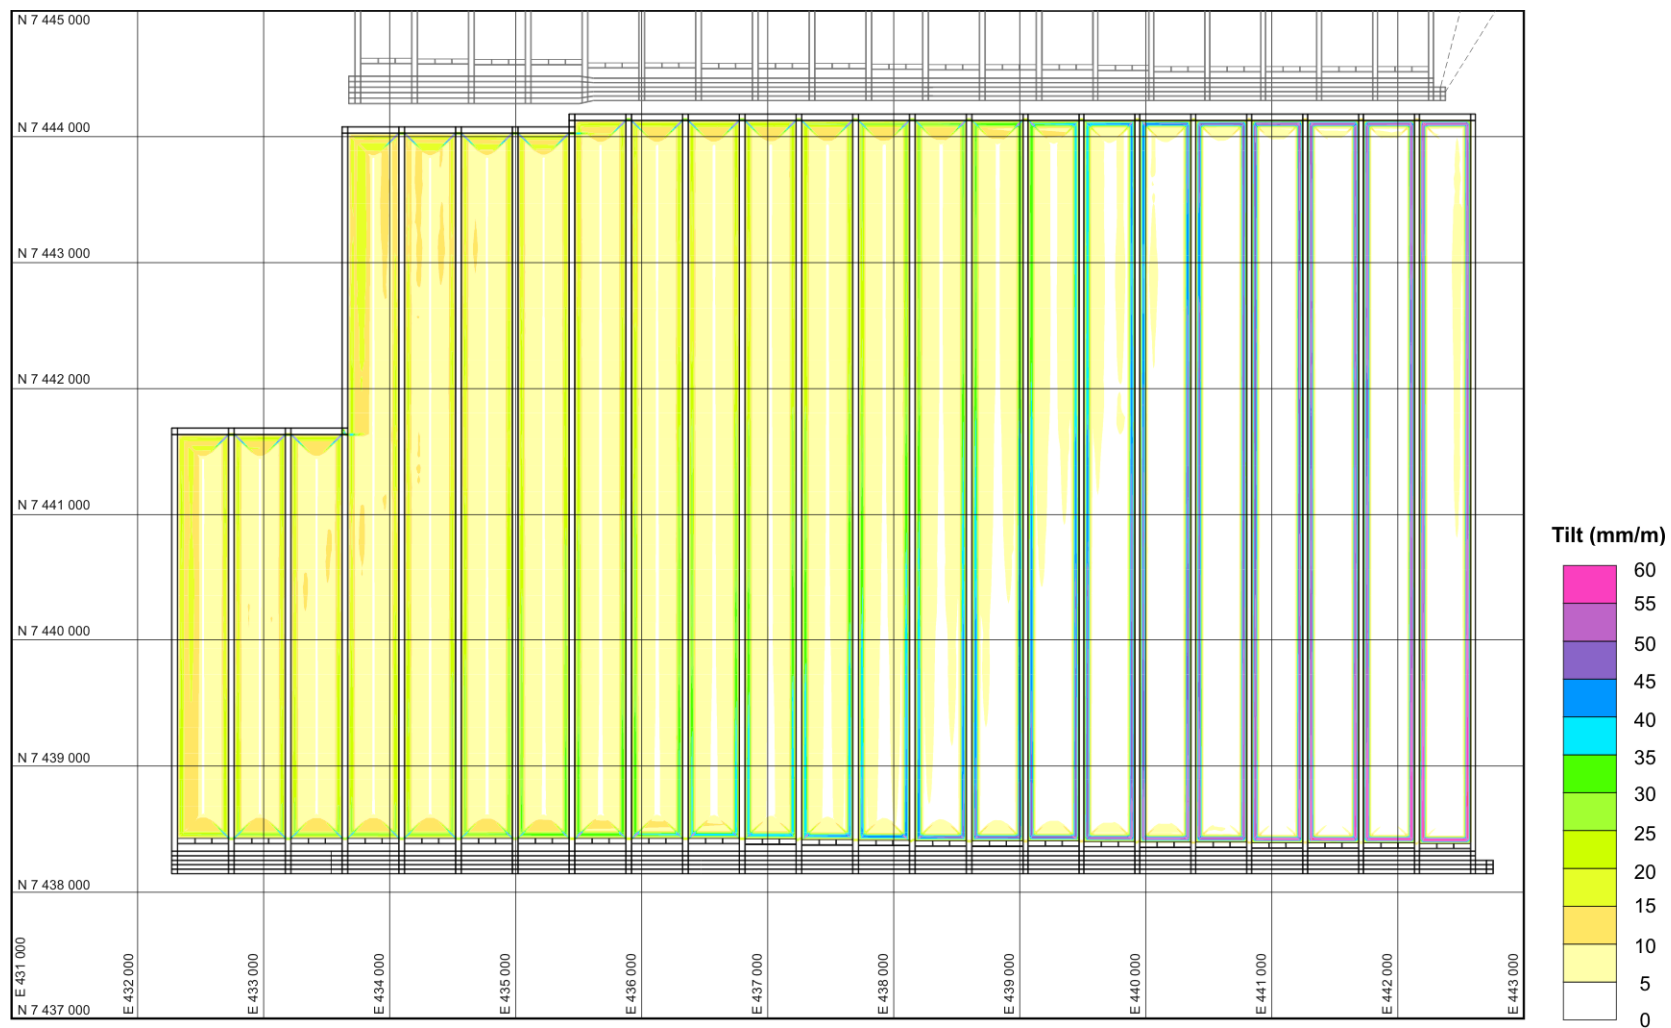 N 7 445 000
N 7 444 000
N 7 443 000
N 7 442 000
N 7 441 000
N 7 440 000
N 7 439 000
N 7 438 000
N 7 437 000
E 431 000
E 432 000
E 433 000
E 434 000
E 435 000
E 436 000
E 437 000
E 438 000
E 439 000
E 440 000
E 441 000
E 442 000
E 443 000
Tilt (mm/m)
60
55
50
45
40
35
30
25
20
15
10
5
0